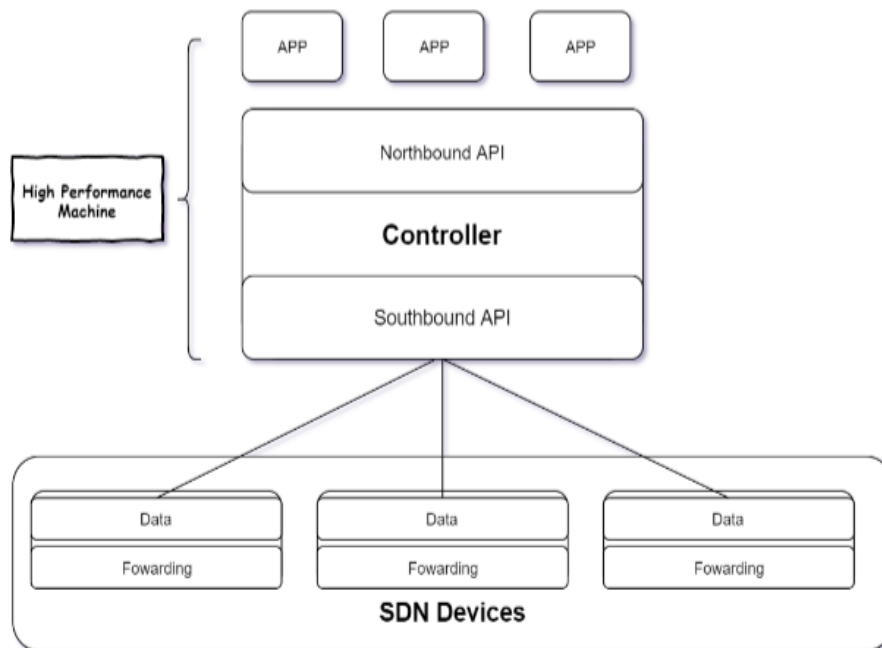 APP
APP
APP
Northbound API
High Performance
Machine
Controller
Southbound API
Data
Data
Data
Fowarding
Fowarding
Fowarding
SDN Devices